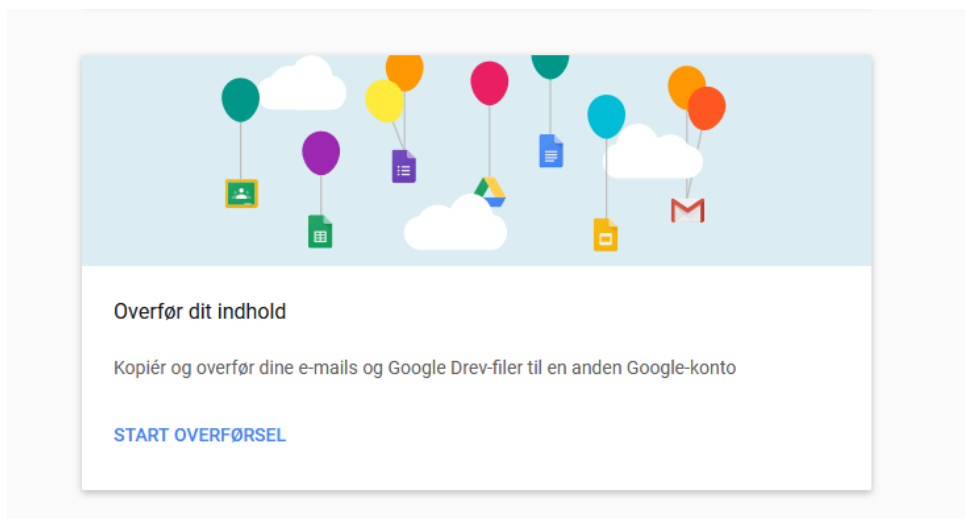 Overfør dit indhold
Kopiér og overfør dine e-mails og Google Drev-filer til en anden Google-konto
START OVERFØRSEL